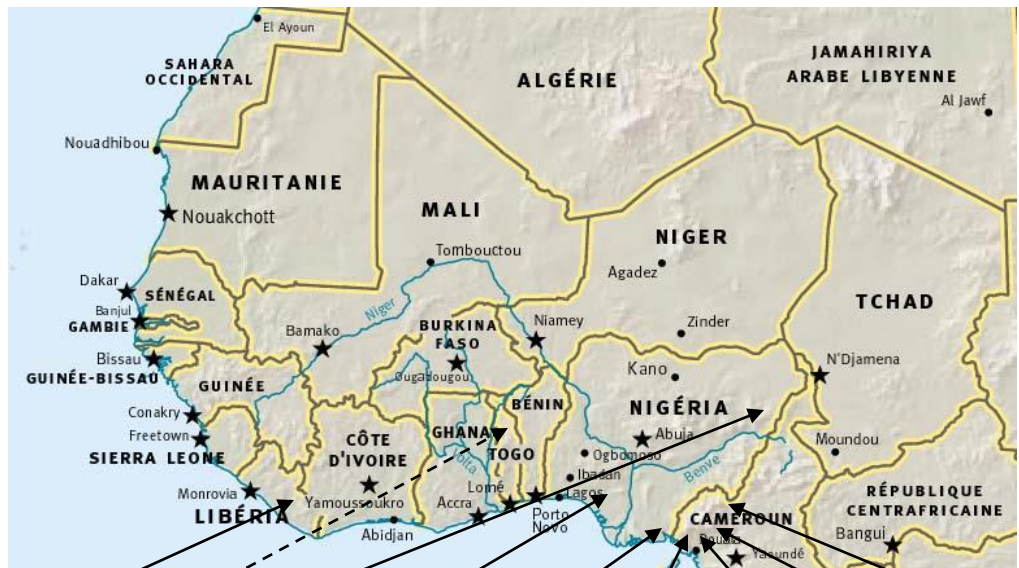 El Ayoun
SAHARA
OCCIDENTAL
ALGÉRIE
JAMAHIRIYA
ARABE LIBYENNE
Al Jawf
Nouadhibou
MAURITANIE
Nouakchott
MALI
Tombouctou
NIGER
Agadez
TCHAD
Dakar
SÉNÉGAL
Banjul
GAMBIE
Niger
Bamako
BURKINA
FASO
Niamey
Zinder
Bissau
GUINÉE-BISSAU
GUINÉE
Ougadougou
Kano
N'Djamena
BÉNIN
NIGÉRIA
Conakry
Freetown
SIERRA LEONE
CÔTE
D'IVOIRE
GHANA
TOGO
Abuja
Ogbomoso
Moundou
Volta
Ibadan
Benve
Monrovia
LIBÉRIA
Yamoussoukro
Lomé
Accra
Lagos
Porto
Novo
Abidjan
CAMEROUN
RÉPUBLIQUE
CENTRAFRICAINE
Bangui
Douala
Yaoundé